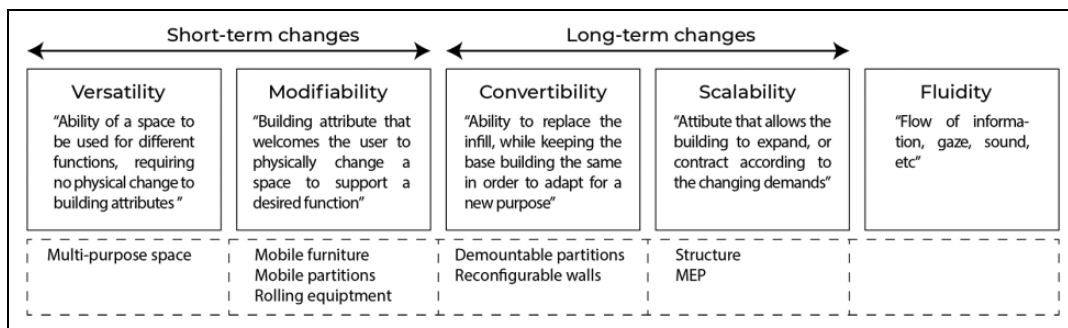 Short-term changes
Long-term changes
Versatility
"Ability of a space to
be used for different
functions, requiring
no physical change to
building attributes "
Modifiability
"Building attribute that
welcomes the user to
physically change a
space to support a
desired function"
Convertibility
"Ability to replace the
infill, while keeping the
base building the same
in order to adapt for a
new purpose"
Scalability
"Attibute that allows the
building to expand, or
contract according to
the changing demands"
Fluidity
"Flow of informa-
tion, gaze, sound,
etc"
Multi-purpose space
Mobile furniture
Mobile partitions
Rolling equiptment
Demountable partitions
Reconfigurable walls
Structure
MEP